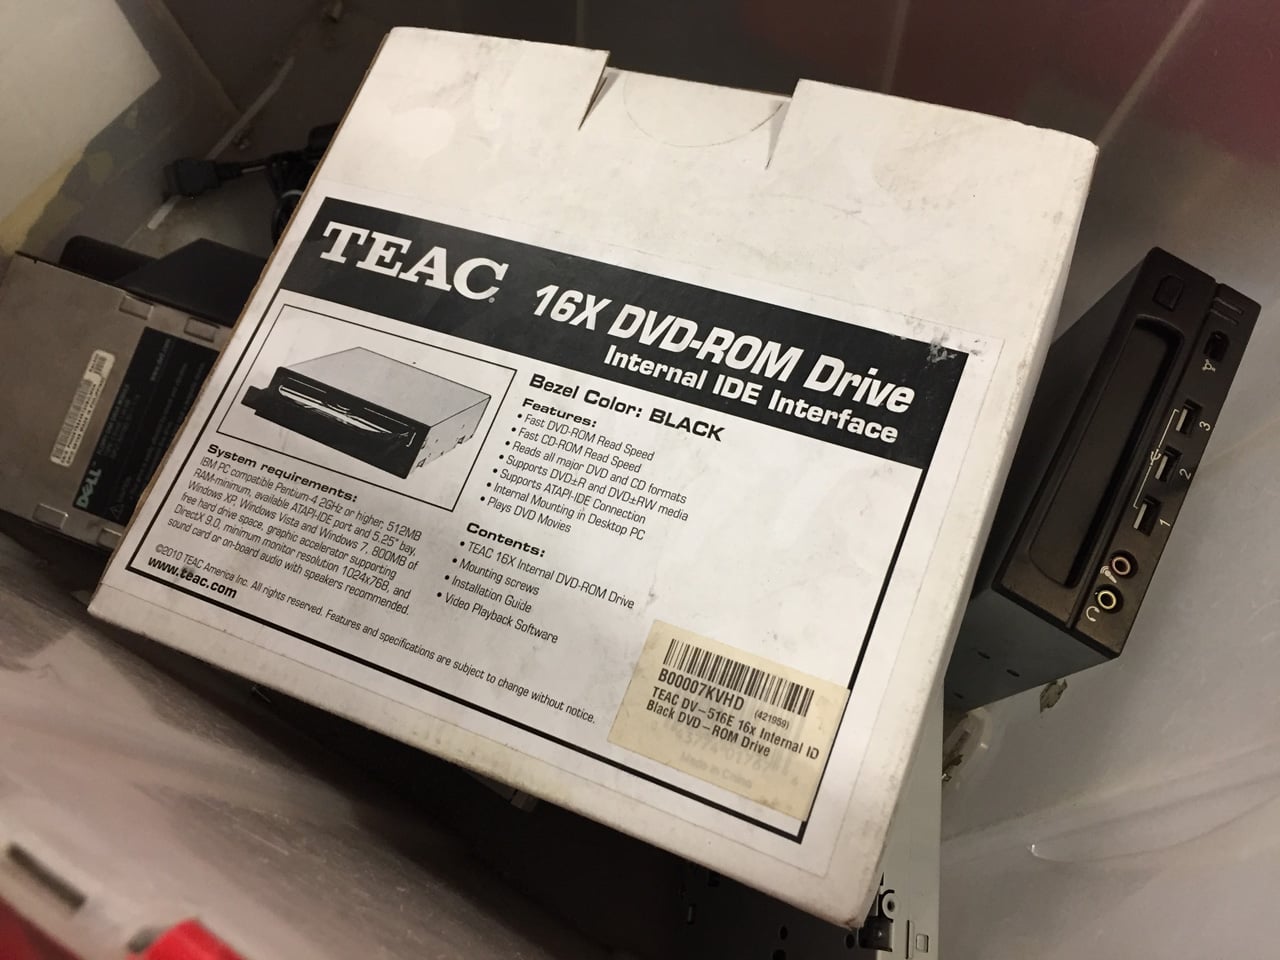 TEAC
16X DVD-ROM Drive
Internal IDE Interface
Bezel Color: BLACK
Features:
• Fast DVD-ROM Read Speed
• Fast CD-ROM Read Speed
• Reads all major DVD and CD formats
• Supports DVD±R and DVD±RW media
• Supports ATAPI-IDE Connection
• Internal Mounting in Desktop PC
• Plays DVD Movies
Contents:
• TEAC 16X Internal DVD-ROM Drive
• Mounting screws
• Installation Guide
• Video Playback Software
System requirements:
IBM PC compatible Pentium-4 2GHz or higher, 512MB
RAM-minimum, available ATAPI-IDE port and 5.25" bay,
Windows XP, Windows Vista and Windows 7, 800MB of
free hard drive space, graphic accelerator supporting
DirectX 9.0, minimum monitor resolution 1024x768, and
sound card or on-board audio with speakers recommended.
©2010 TEAC America Inc. All rights reserved. Features and specifications are subject to change without notice.
www.teac.com
B00007KVHD (421959)
TEAC DV-516E 16x Internal ID
Black DVD-ROM Drive
Made in China
DELL
www.dell.com
3
2
1